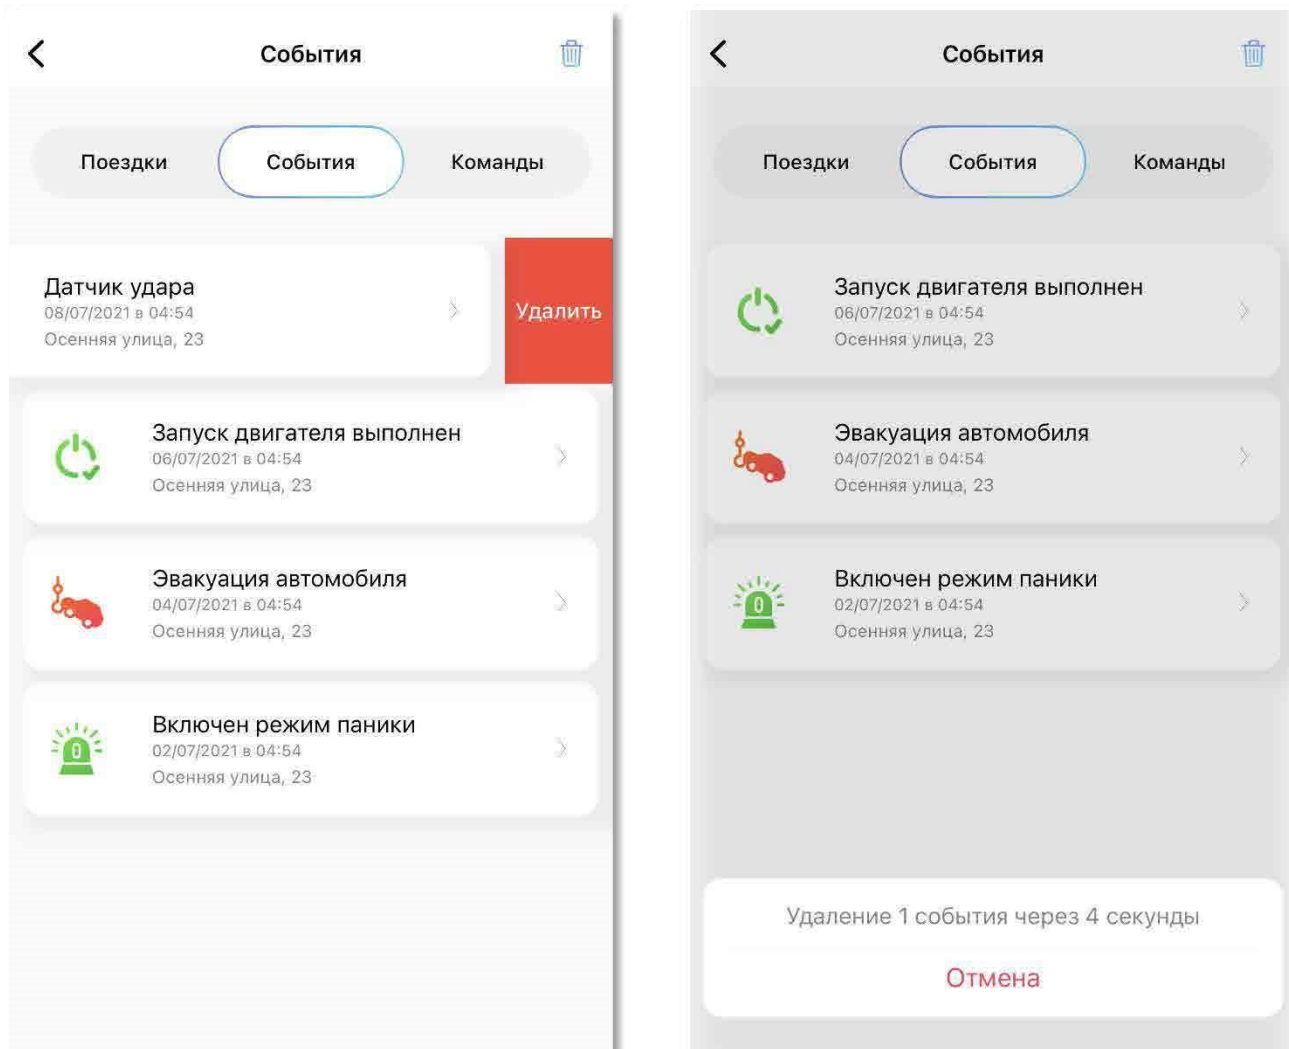 События
Поездки
События
Команды
Датчик удара
08/07/2021 в 04:54
Осенняя улица, 23
Удалить
Запуск двигателя выполнен
06/07/2021 в 04:54
Осенняя улица, 23
Эвакуация автомобиля
04/07/2021 в 04:54
Осенняя улица, 23
Включен режим паники
02/07/2021 в 04:54
Осенняя улица, 23
События
Поездки
События
Команды
Запуск двигателя выполнен
06/07/2021 в 04:54
Осенняя улица, 23
Эвакуация автомобиля
04/07/2021 в 04:54
Осенняя улица, 23
Включен режим паники
02/07/2021 в 04:54
Осенняя улица, 23
Удаление 1 события через 4 секунды
Отмена